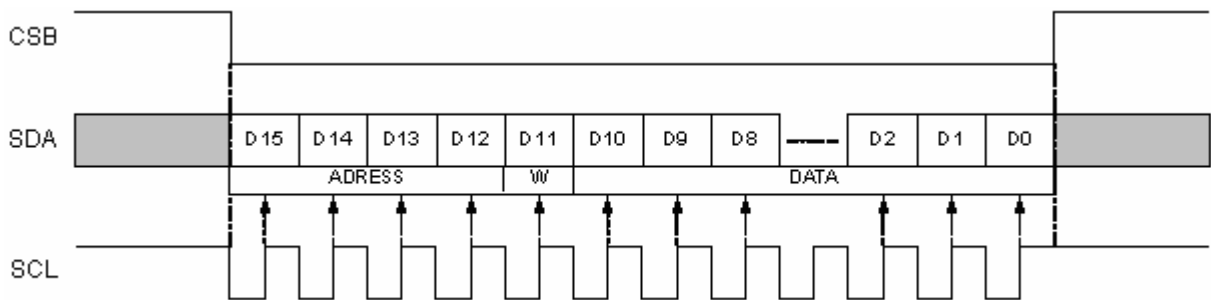 CSB
SDA D15 D14 D13 D12 D11 D10 D9 D8 D2 D1 D0
ADRESS W DATA
SCL